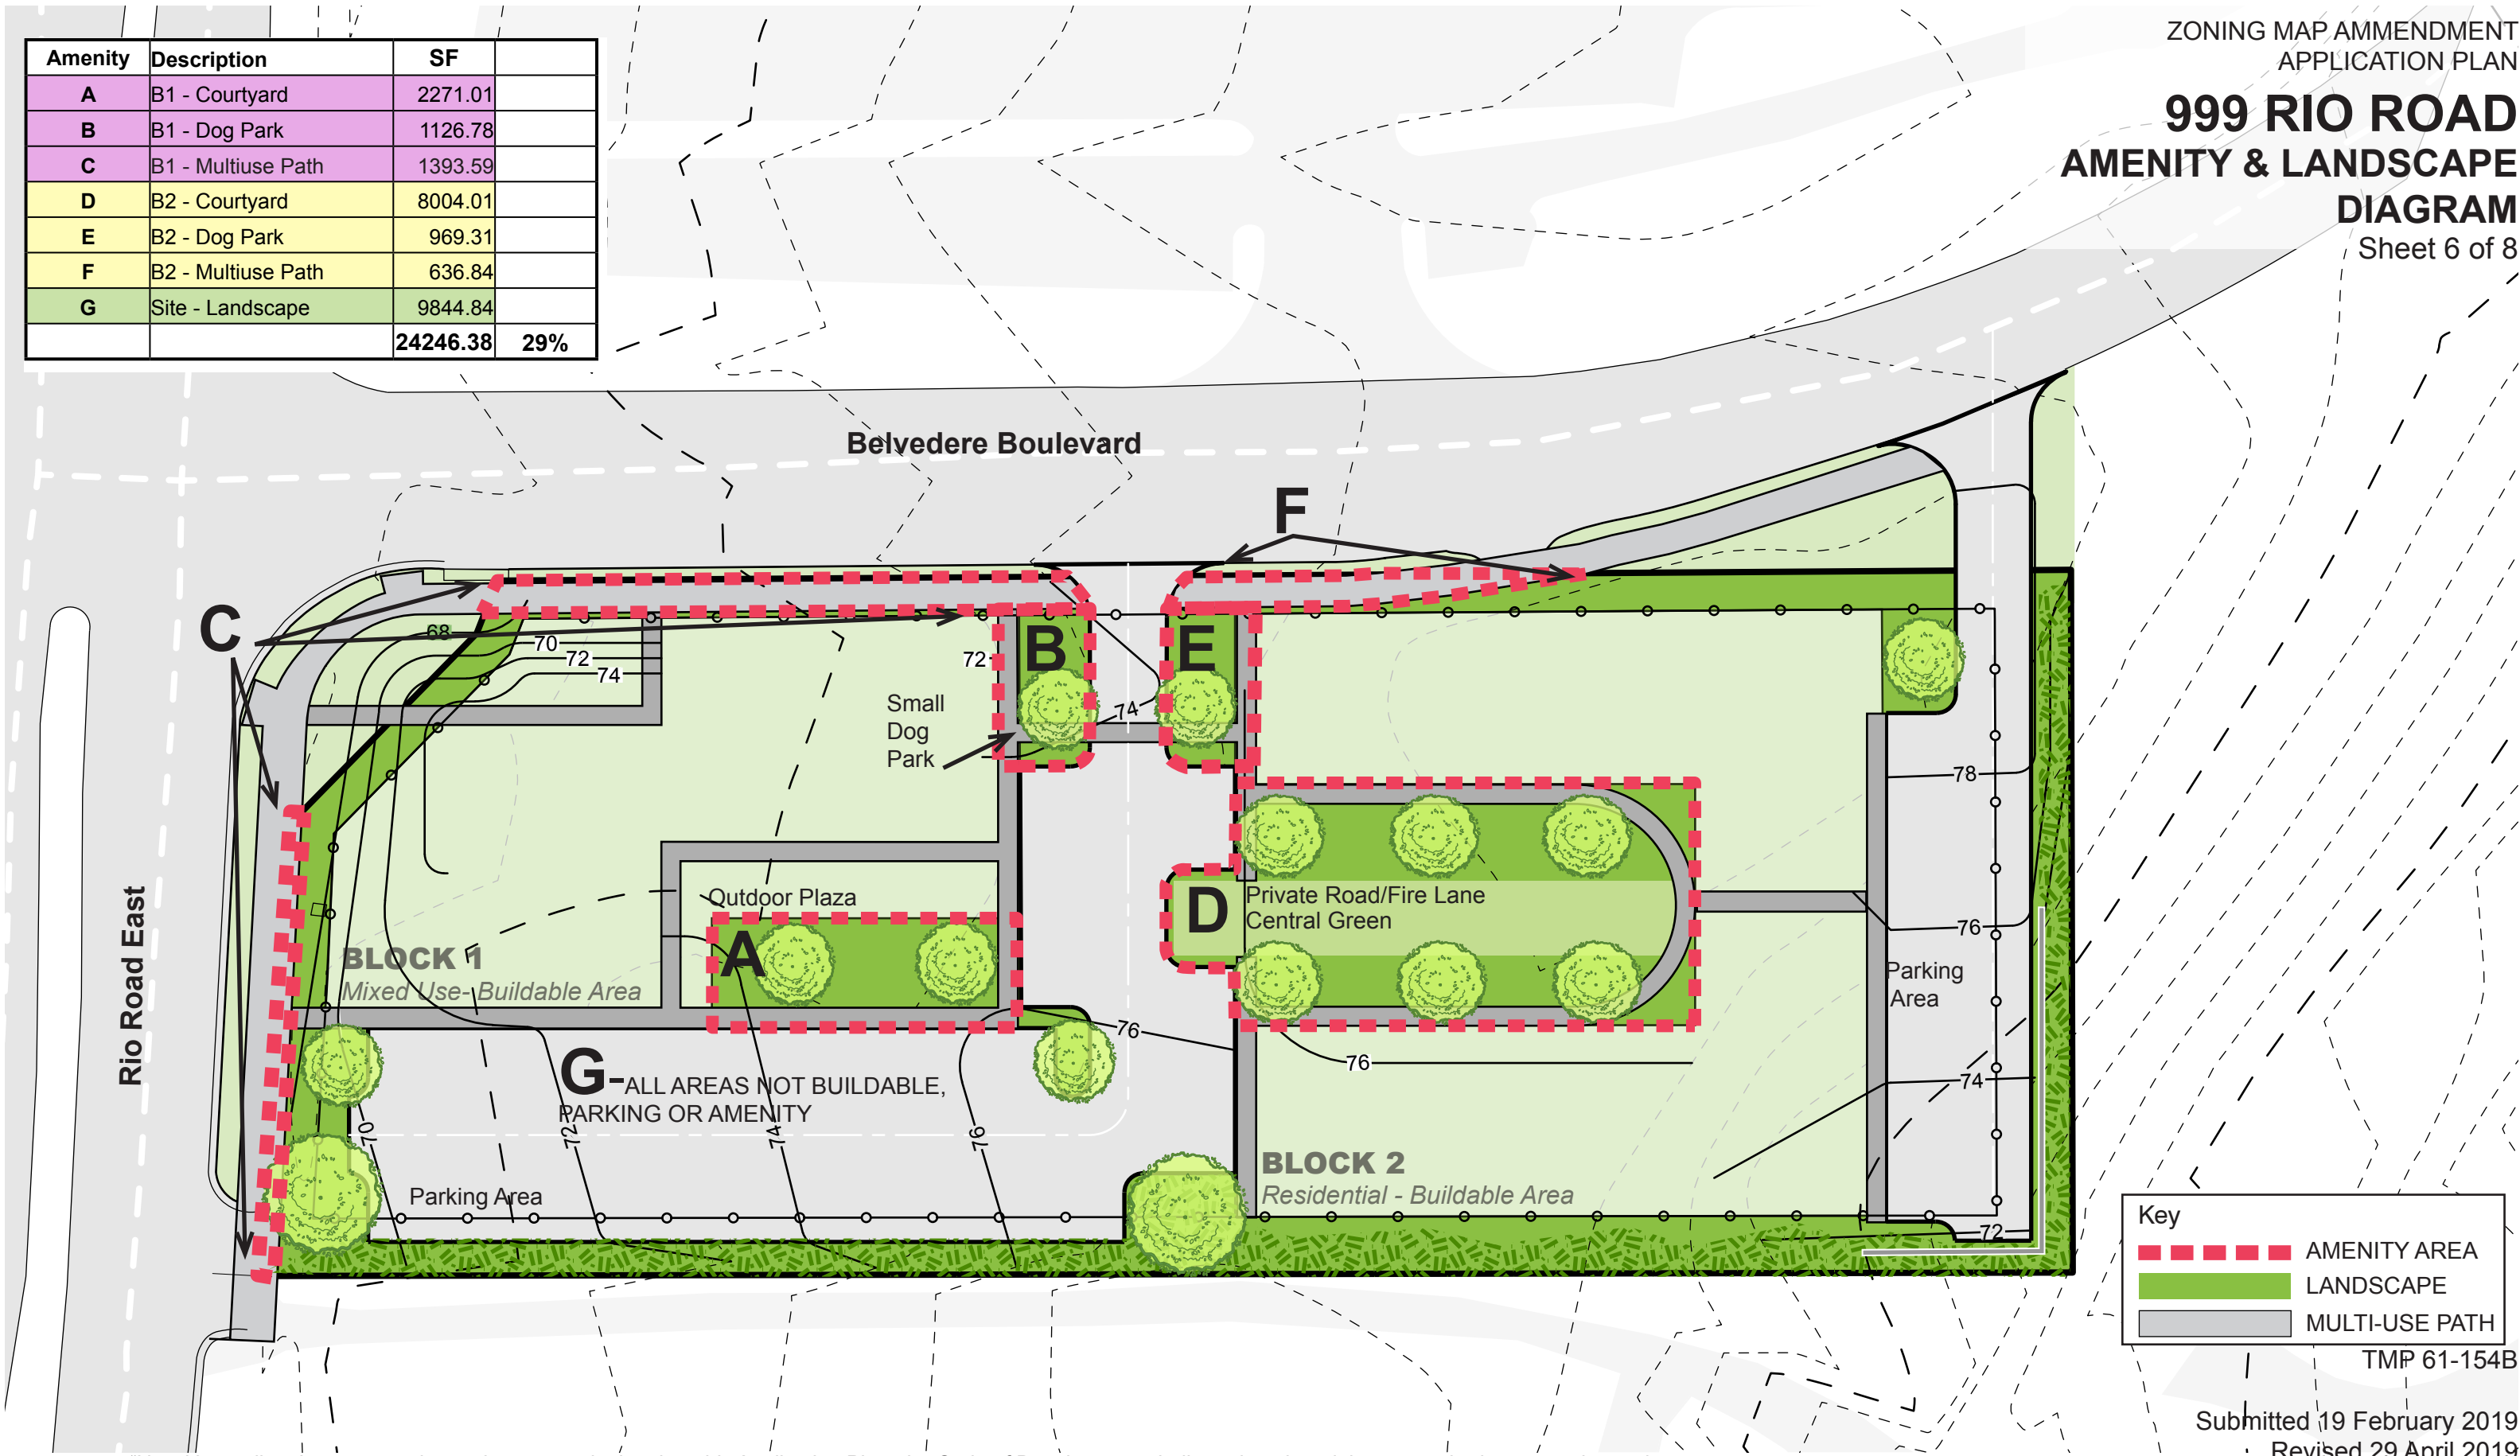 ZONING MAP AMMENDMENT
APPLICATION PLAN
999 RIO ROAD
AMENITY & LANDSCAPE
DIAGRAM
Sheet 6 of 8
Amenity Description SF
A B1 - Courtyard 2271.01
B B1 - Dog Park 1126.78
C B1 - Multiuse Path 1393.59
D B2 - Courtyard 8004.01
E B2 - Dog Park 969.31
F B2 - Multiuse Path 636.84
G Site - Landscape 9844.84
24246.38 29%
Belvedere Boulevard
F
C
68
70
72
74
72
B
E
Small
Dog
Park
74
78
Outdoor Plaza
A
D
Private Road/Fire Lane
Central Green
76
Rio Road East
BLOCK 1
Mixed Use- Buildable Area
Parking
Area
76
76
74
G-ALL AREAS NOT BUILDABLE,
PARKING OR AMENITY
70
72
74
76
Parking Area
BLOCK 2
Residential - Buildable Area
72
Key
AMENITY AREA
LANDSCAPE
MULTI-USE PATH
TMP 61-154B
Submitted 19 February 2019
Revised 29 April 2019